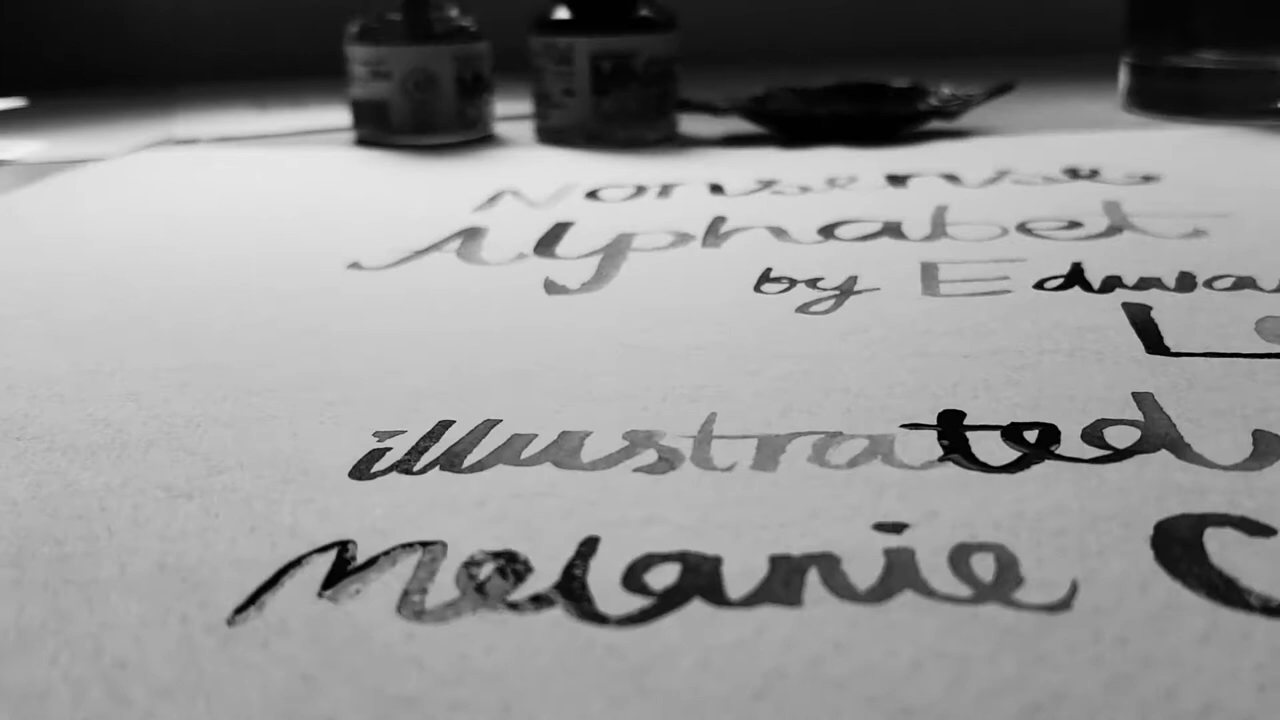 Nonsense
Alphabet
by Edwa
illustrated
Melanie C